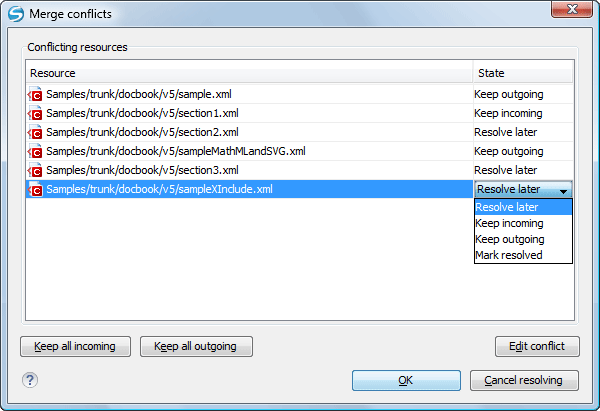 Merge conflicts
Conflicting resources
Resource State
Samples/trunk/docbook/v5/sample.xml Keep outgoing
Samples/trunk/docbook/v5/section1.xml Keep incoming
Samples/trunk/docbook/v5/section2.xml Resolve later
Samples/trunk/docbook/v5/sampleMathMLandSVG.xml Keep outgoing
Samples/trunk/docbook/v5/section3.xml Resolve later
Samples/trunk/docbook/v5/sampleXInclude.xml Resolve later
Resolve later
Keep incoming
Keep outgoing
Mark resolved
Keep all incoming Keep all outgoing Edit conflict
? OK Cancel resolving